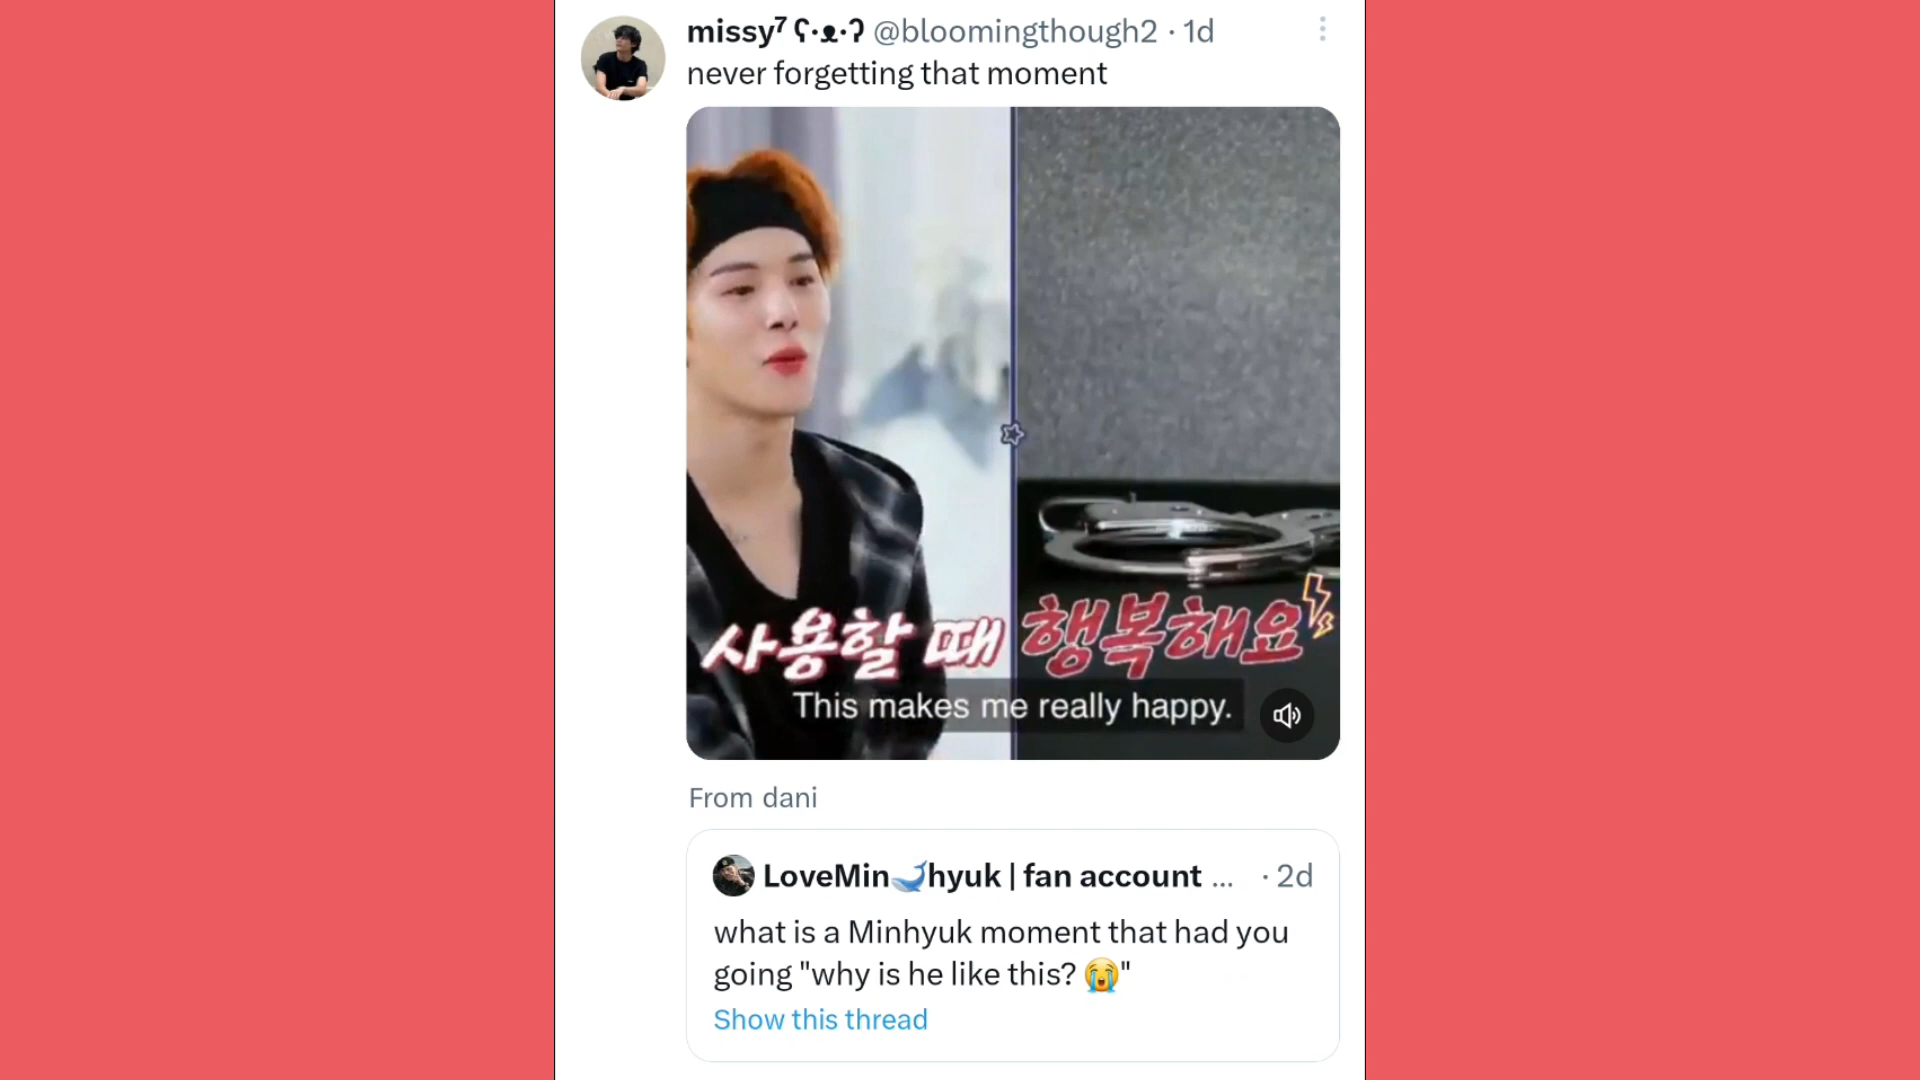 missy⁷ ʕ·ᴥ·ʔ @bloomingthough2 · 1d
never forgetting that moment
사용할 때 행복해요
This makes me really happy.
From dani
LoveMin🐋hyuk | fan account ... · 2d
what is a Minhyuk moment that had you
going "why is he like this? 😭"
Show this thread